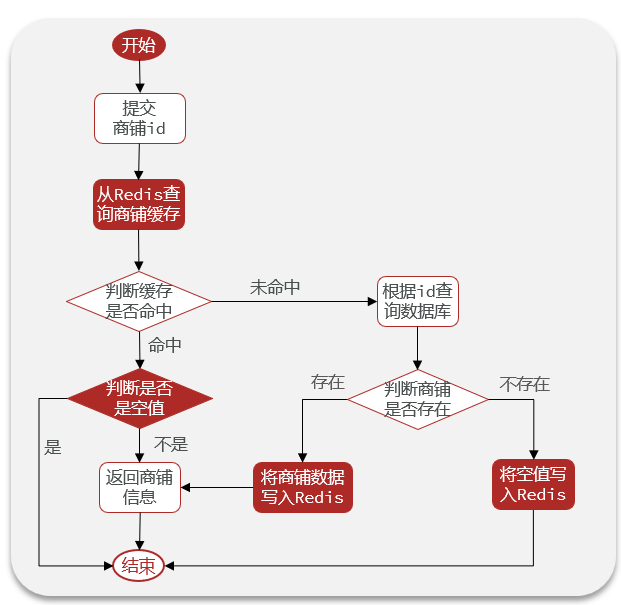 开始
提交
商铺id
从Redis查
询商铺缓存
判断缓存
是否命中
未命中
根据id查
询数据库
命中
判断是否
是空值
存在
判断商铺
是否存在
不存在
是
不是
返回商铺
信息
将商铺数据
写入Redis
将空值写
入Redis
结束